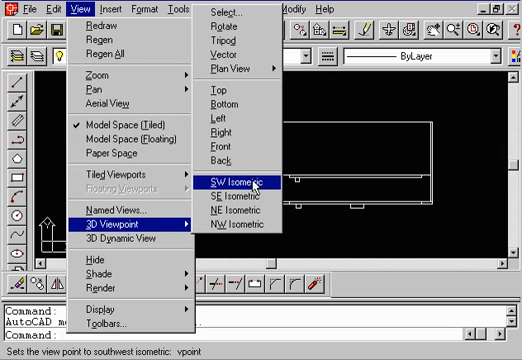 File Edit View Insert Format Tools Modify
Redraw
Regen
Regen All
Zoom
Pan
Aerial View
Model Space (Tiled)
Model Space (Floating)
Paper Space
Tiled Viewports
Floating Viewports
Named Views...
3D Viewpoint
3D Dynamic View
Hide
Shade
Render
Display
Toolbars...
Select...
Rotate
Tripod
Vector
Plan View
Top
Bottom
Left
Right
Front
Back
SW Isometric
SE Isometric
NE Isometric
NW Isometric
ByLayer
Command:
AutoCAD
Command:
Sets the view point to southwest isometric: vpoint